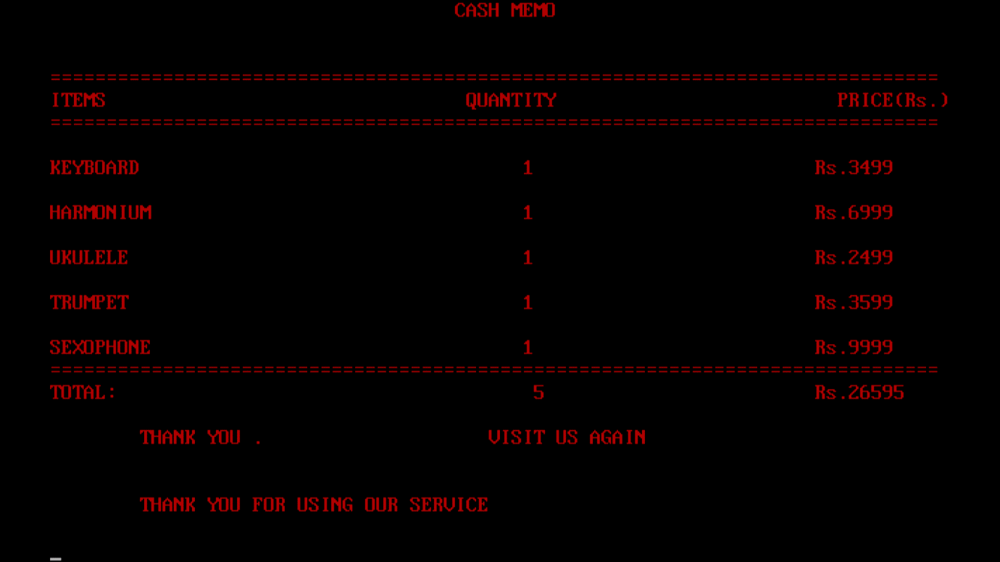 CASH MEMO
===============================================================================
ITEMS QUANTITY PRICE(Rs.)
===============================================================================
KEYBOARD 1 Rs.3499
HARMONIUM 1 Rs.6999
UKULELE 1 Rs.2499
TRUMPET 1 Rs.3599
SEXOPHONE 1 Rs.9999
===============================================================================
TOTAL: 5 Rs.26595
THANK YOU . VISIT US AGAIN
THANK YOU FOR USING OUR SERVICE